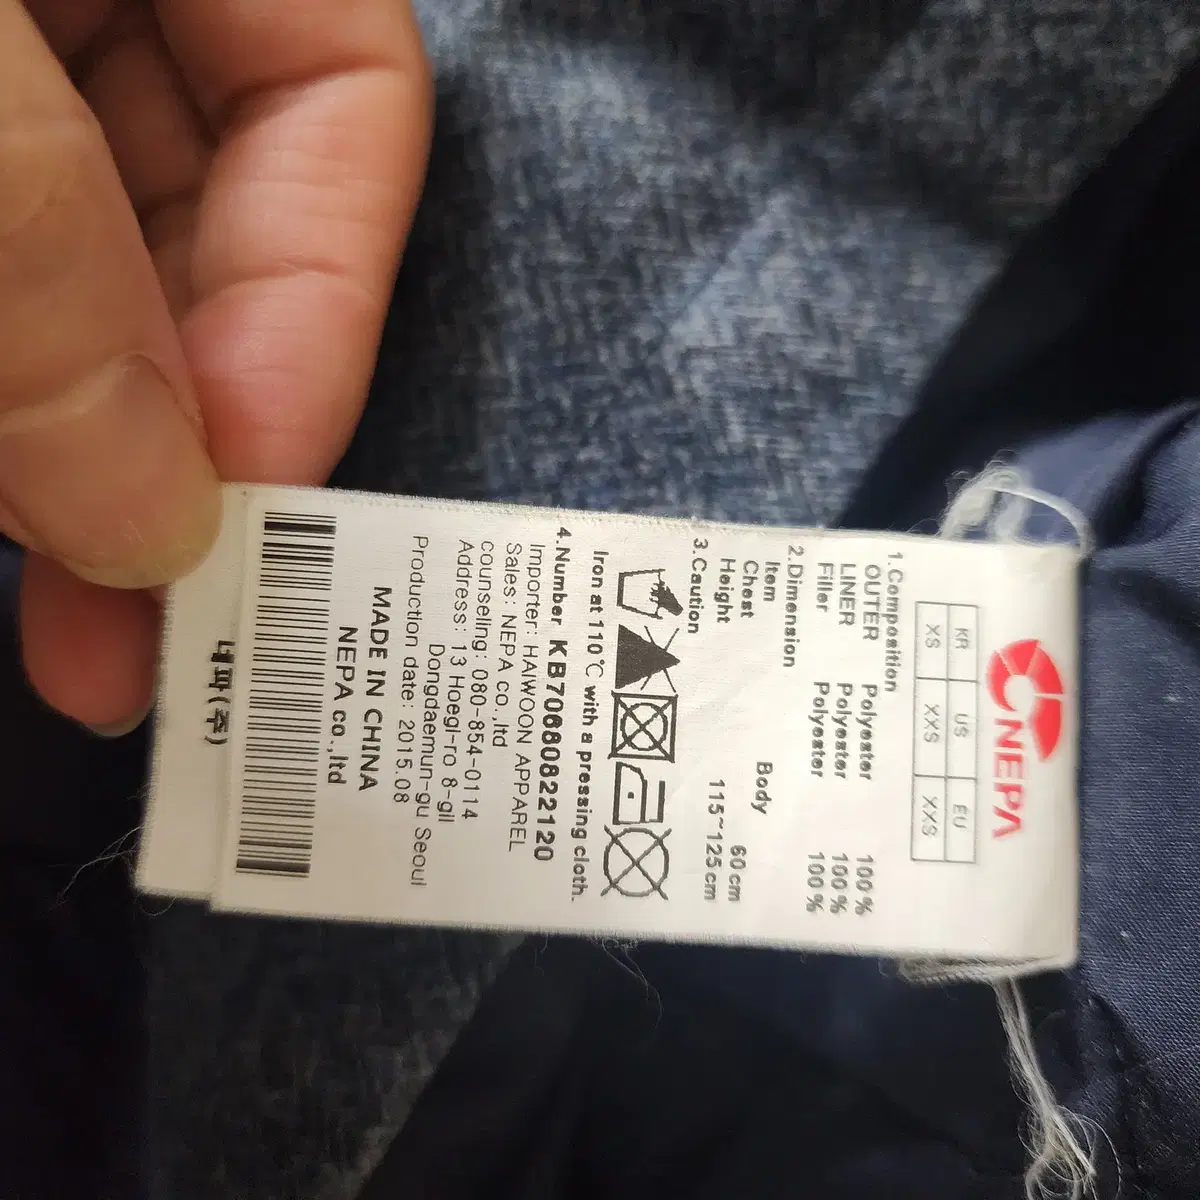 NEPA
KR US EU
XS XXS XXS
1.Composition
OUTER Polyester 100%
LINER Polyester 100%
Filler Polyester 100%
2.Dimension
Item Body
Chest 60cm
Height 115~125cm
3.Caution
Iron at 110℃ with a pressing cloth.
4.Number KB70680822120
Importer: HAIWOON APPAREL
Sales: NEPA co.,ltd
counseling: 080-854-0114
Address: 13 Hoegi-ro 8-gil
Dongdaemun-gu Seoul
Production date: 2015.08
MADE IN CHINA
NEPA co.,ltd
네파(주)